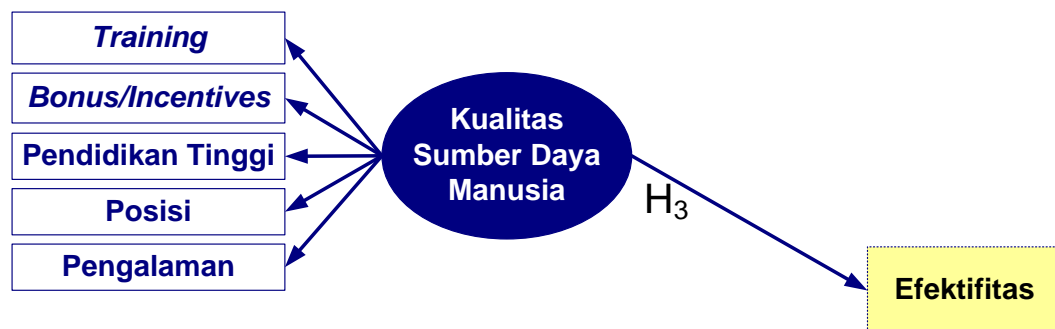 Training
Bonus/Incentives
Pendidikan Tinggi
Posisi
Pengalaman
Kualitas
Sumber Daya
Manusia
H₃
Efektifitas